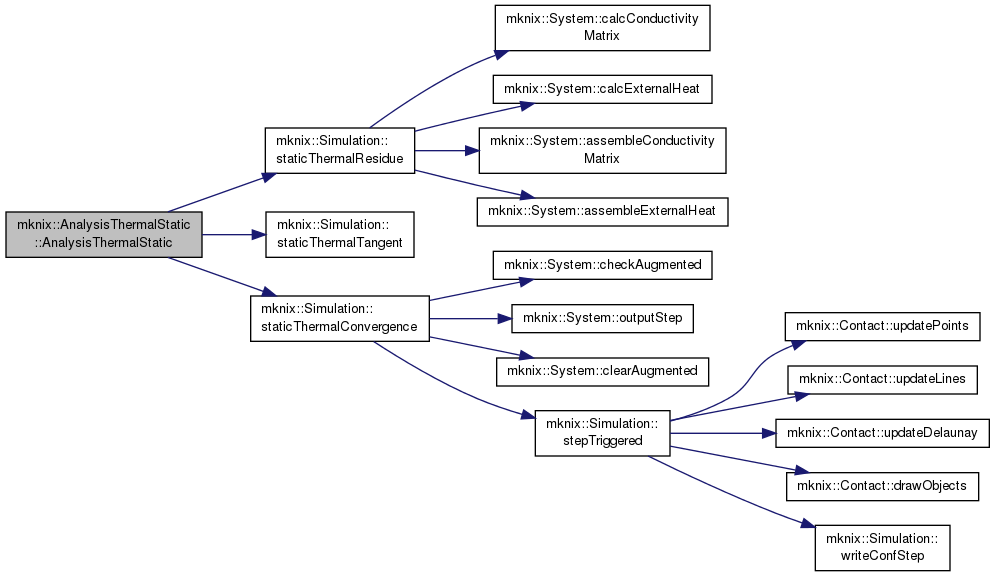 mknix::AnalysisThermalStatic
::AnalysisThermalStatic
mknix::Simulation::
staticThermalResidue
mknix::System::calcConductivity
Matrix
mknix::System::calcExternalHeat
mknix::System::assembleConductivity
Matrix
mknix::System::assembleExternalHeat
mknix::Simulation::
staticThermalTangent
mknix::Simulation::
staticThermalConvergence
mknix::System::checkAugmented
mknix::System::outputStep
mknix::System::clearAugmented
mknix::Simulation::
stepTriggered
mknix::Contact::updatePoints
mknix::Contact::updateLines
mknix::Contact::updateDelaunay
mknix::Contact::drawObjects
mknix::Simulation::
writeConfStep